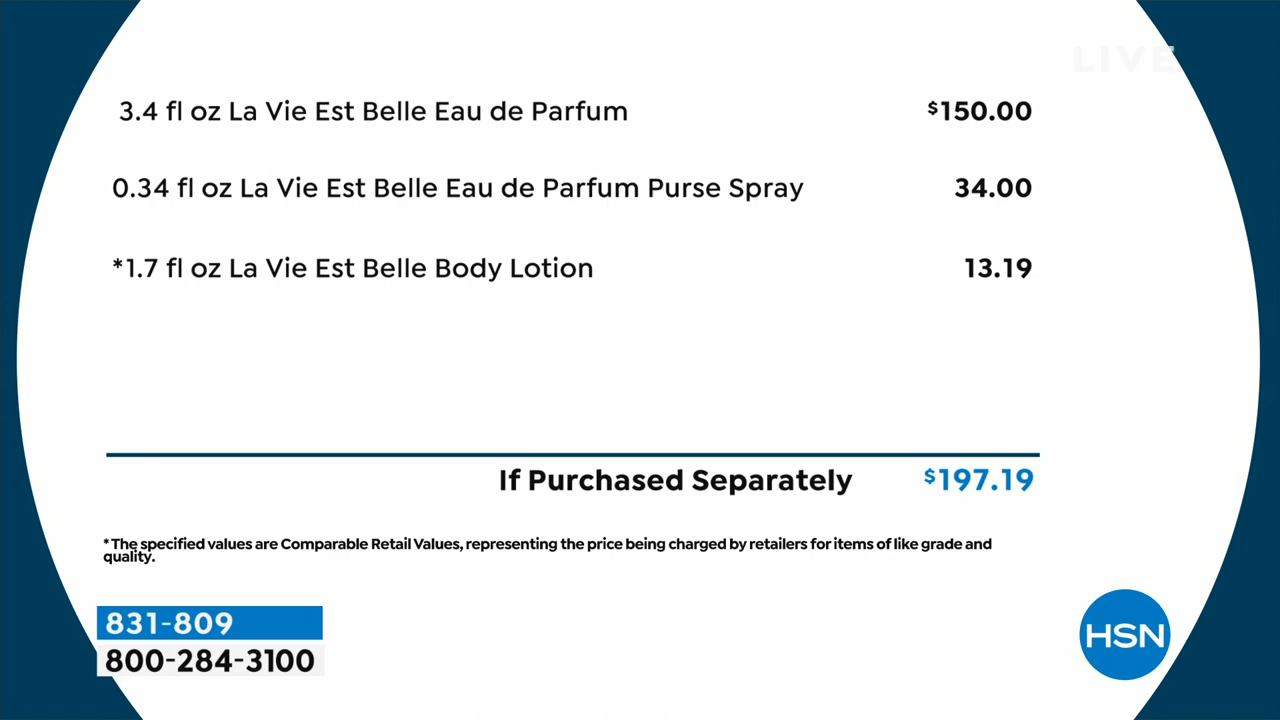 LIVE
3.4 fl oz La Vie Est Belle Eau de Parfum $150.00
0.34 fl oz La Vie Est Belle Eau de Parfum Purse Spray 34.00
*1.7 fl oz La Vie Est Belle Body Lotion 13.19
If Purchased Separately $197.19
*The specified values are Comparable Retail Values, representing the price being charged by retailers for items of like grade and
quality.
831-809
800-284-3100
HSN